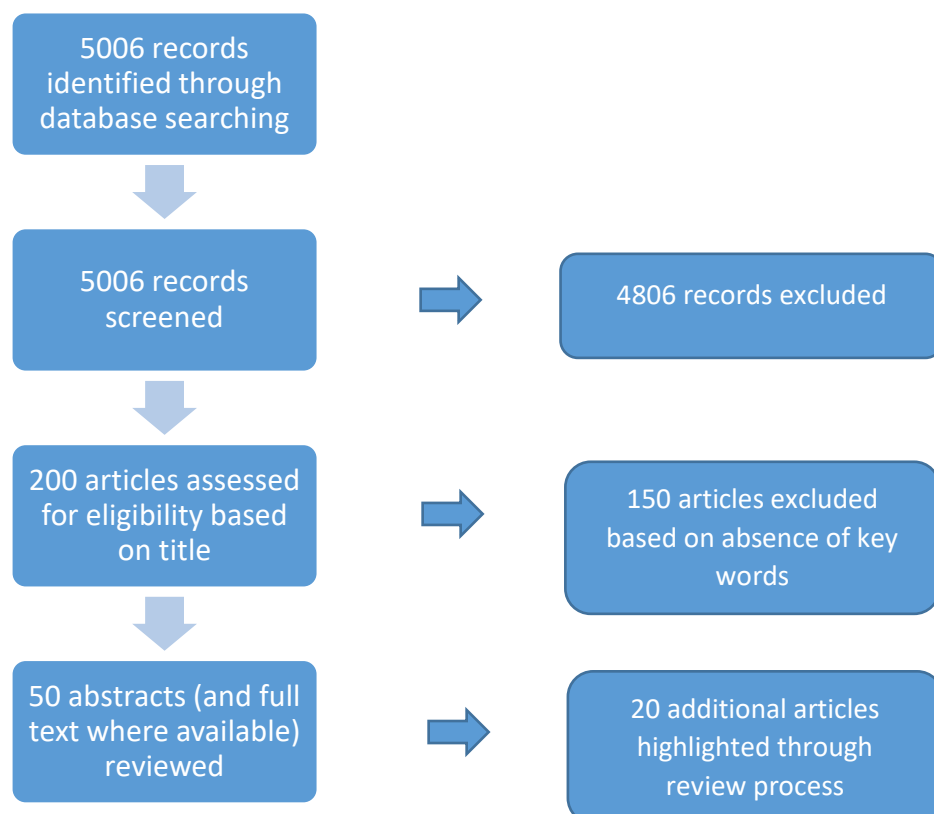 5006 records
identified through
database searching
5006 records
screened
4806 records excluded
200 articles assessed
for eligibility based
on title
150 articles excluded
based on absence of key
words
50 abstracts (and full
text where available)
reviewed
20 additional articles
highlighted through
review process